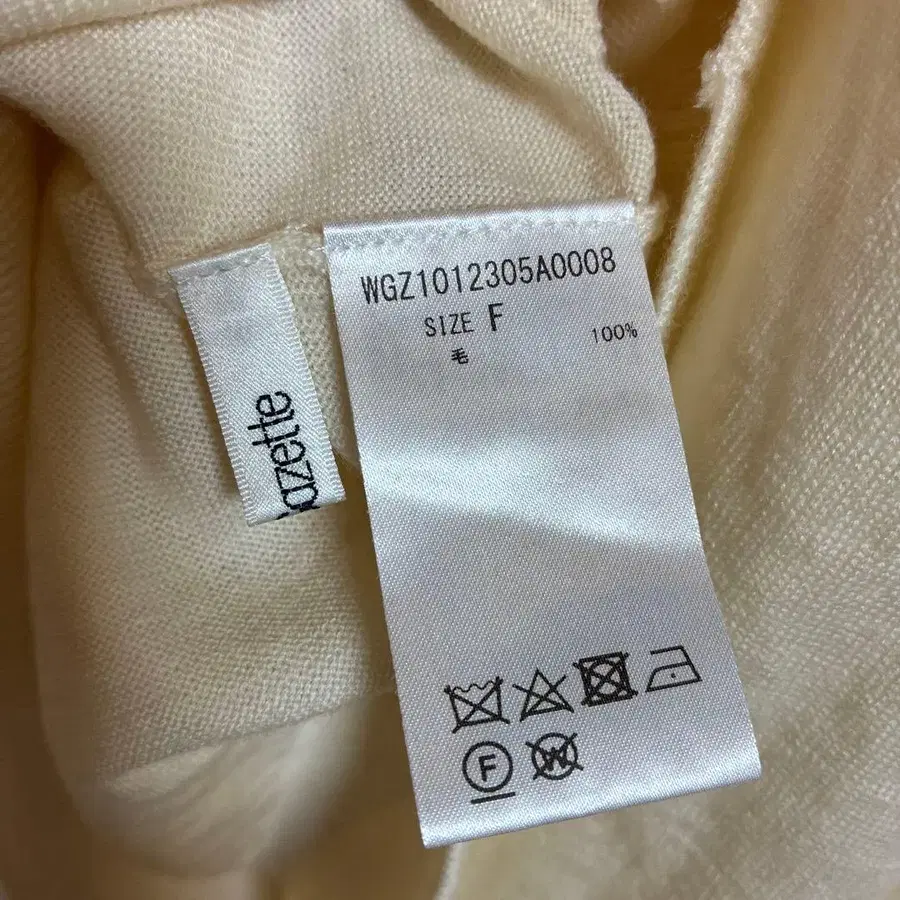 WGZ1012305A0008
SIZE F
毛 100%
azette
F
W